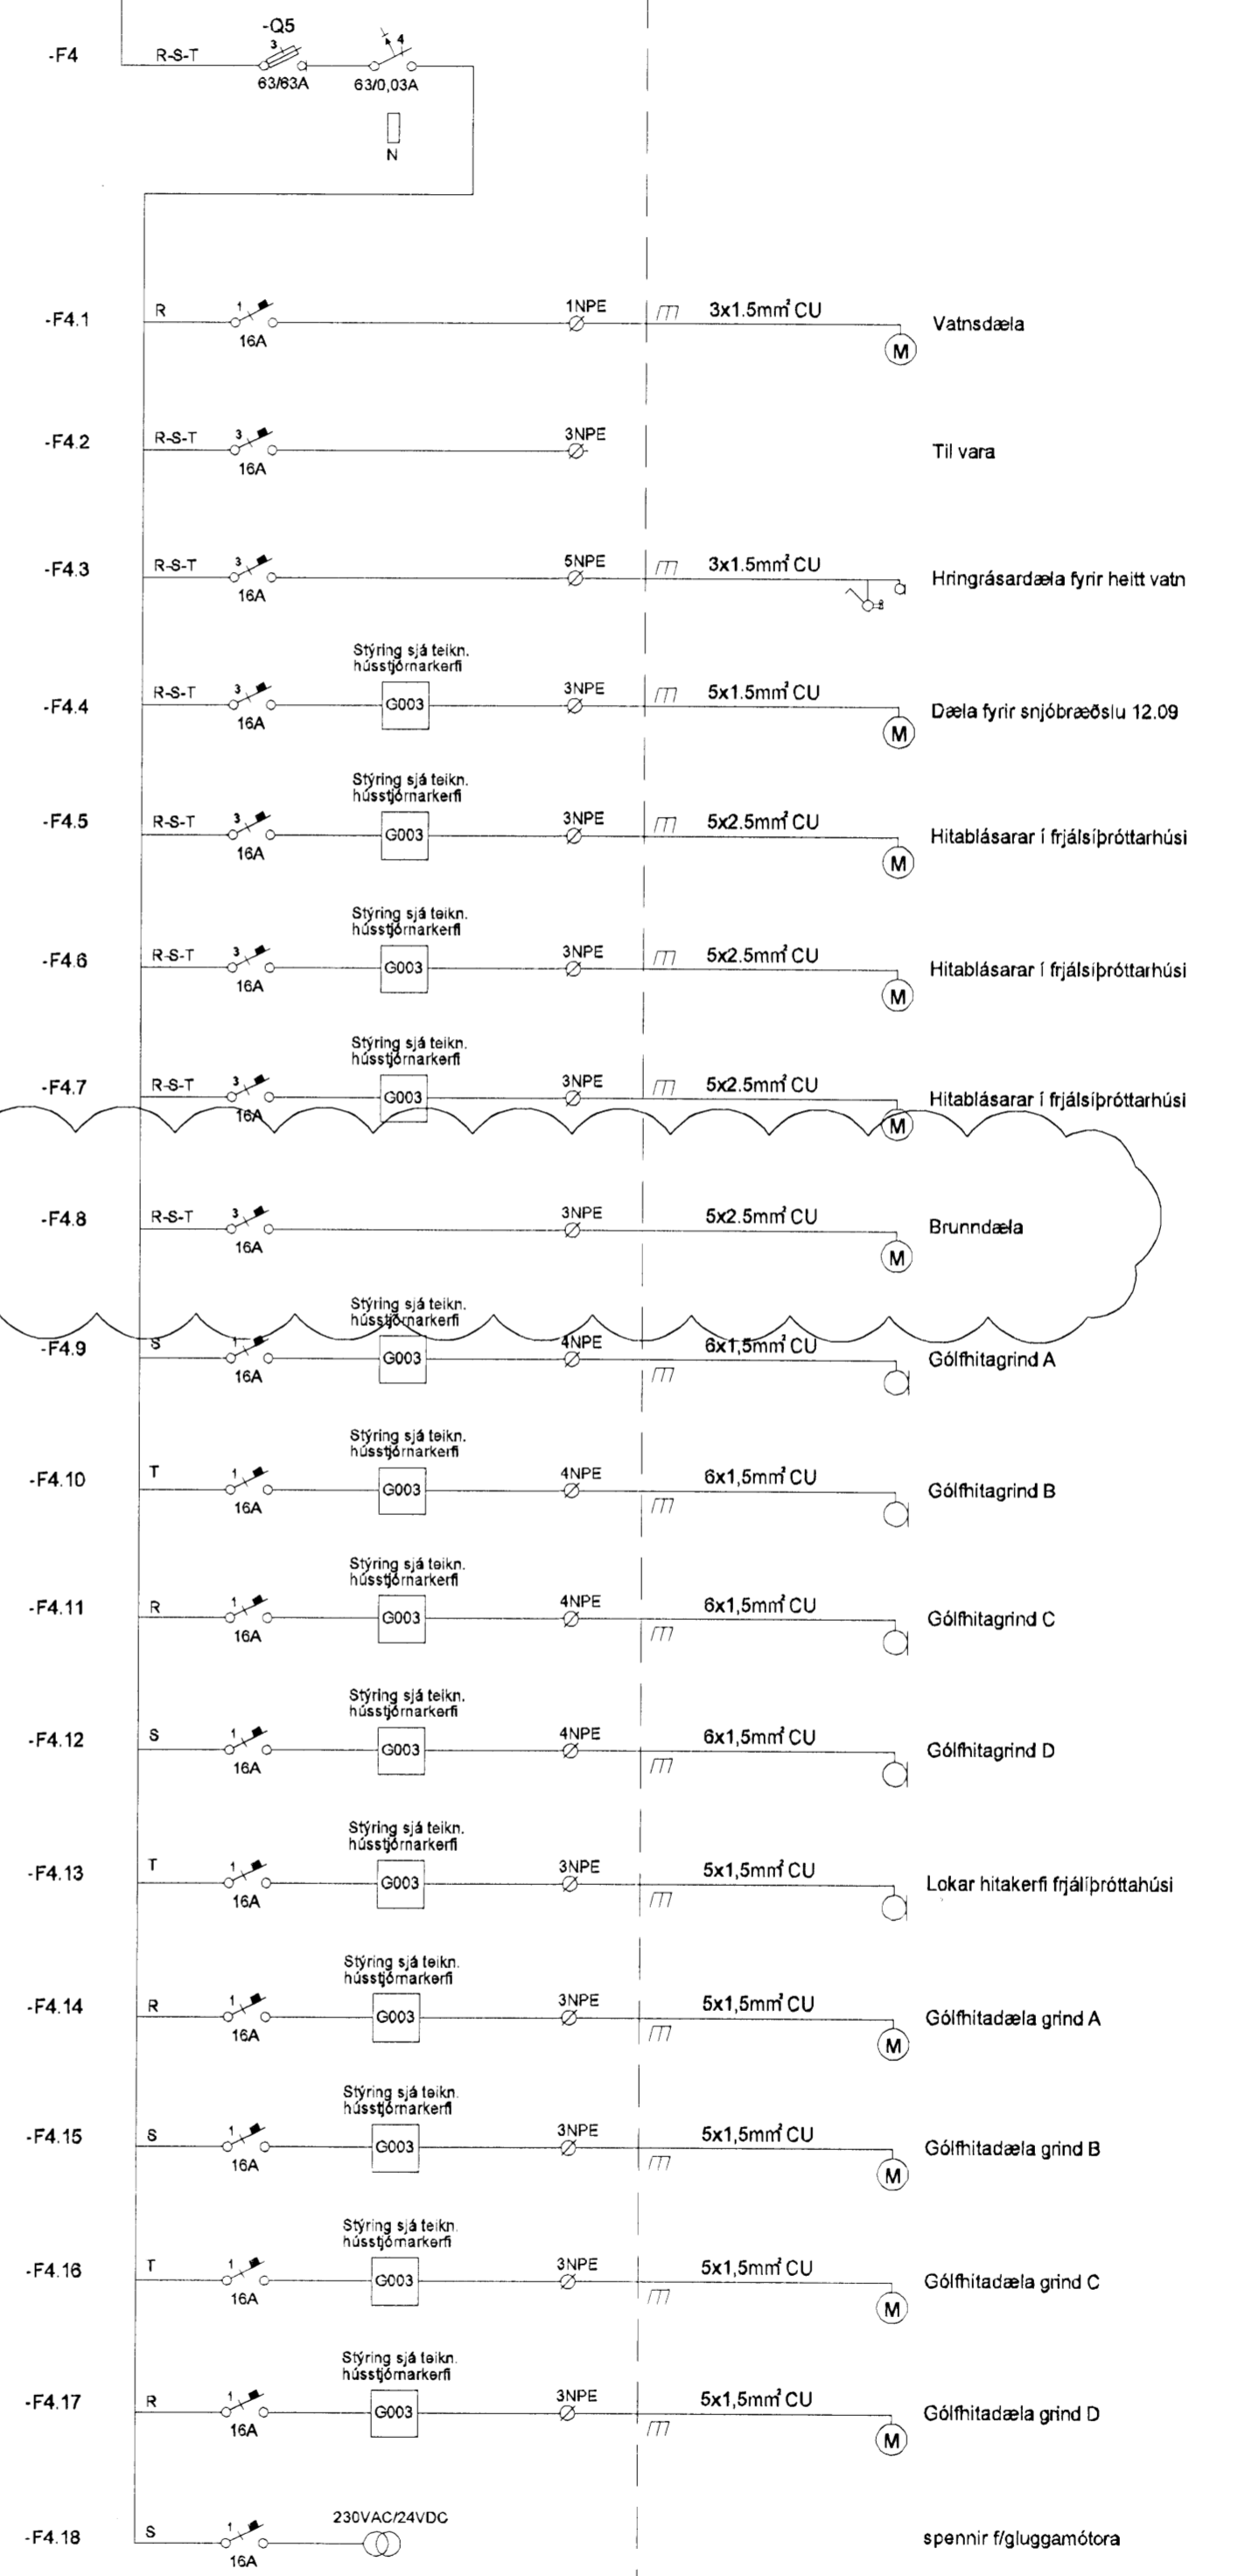 -Q5
-F4 R-S-T 3 4
63/63A 63/0,03A
N
-F4.1 R 1 1NPE 3x1.5mm² CU Vatnsdæla
16A M
-F4.2 R-S-T 3 3NPE Til vara
16A
-F4.3 R-S-T 3 5NPE 3x1.5mm² CU Hringrásardæla fyrir heitt vatn
16A
Stýring sjá teikn.
hússtjórnarkerfi
-F4.4 R-S-T 3 G003 3NPE 5x1.5mm² CU Dæla fyrir snjóbræðslu 12.09
16A M
Stýring sjá teikn.
hússtjórnarkerfi
-F4.5 R-S-T 3 G003 3NPE 5x2.5mm² CU Hitablásarar í frjálsíþróttarhúsi
16A M
Stýring sjá teikn.
hússtjórnarkerfi
-F4.6 R-S-T 3 G003 3NPE 5x2.5mm² CU Hitablásarar í frjálsíþróttarhúsi
16A M
Stýring sjá teikn.
hússtjórnarkerfi
-F4.7 R-S-T 3 G003 3NPE 5x2.5mm² CU Hitablásarar í frjálsíþróttarhúsi
16A M
-F4.8 R-S-T 3 3NPE 5x2.5mm² CU Brunndæla
16A M
Stýring sjá teikn.
hússtjórnarkerfi
-F4.9 S 1 G003 4NPE 6x1,5mm² CU Gólfhitagrind A
16A
Stýring sjá teikn.
hússtjórnarkerfi
-F4.10 T 1 G003 4NPE 6x1,5mm² CU Gólfhitagrind B
16A
Stýring sjá teikn.
hússtjórnarkerfi
-F4.11 R 1 G003 4NPE 6x1,5mm² CU Gólfhitagrind C
16A
Stýring sjá teikn.
hússtjórnarkerfi
-F4.12 S 1 G003 4NPE 6x1,5mm² CU Gólfhitagrind D
16A
Stýring sjá teikn.
hússtjórnarkerfi
-F4.13 T 1 G003 3NPE 5x1,5mm² CU Lokar hitakerfi frjálíþróttahúsi
16A
Stýring sjá teikn.
hússtjórnarkerfi
-F4.14 R 1 G003 3NPE 5x1,5mm² CU Gólfhitadæla grind A
16A M
Stýring sjá teikn.
hússtjórnarkerfi
-F4.15 S 1 G003 3NPE 5x1,5mm² CU Gólfhitadæla grind B
16A M
Stýring sjá teikn.
hússtjórnarkerfi
-F4.16 T 1 G003 3NPE 5x1,5mm² CU Gólfhitadæla grind C
16A M
Stýring sjá teikn.
hússtjórnarkerfi
-F4.17 R 1 G003 3NPE 5x1,5mm² CU Gólfhitadæla grind D
16A M
230VAC/24VDC
-F4.18 S 1 spennir f/gluggamótora
16A